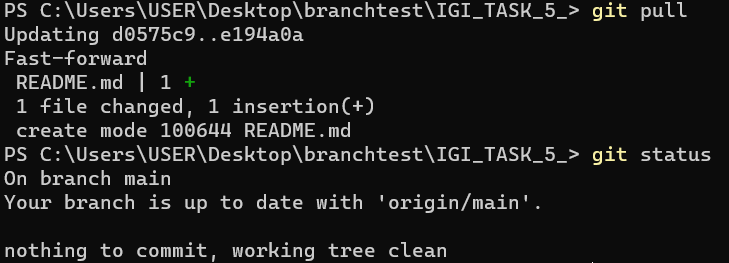 PS C:\Users\USER\Desktop\branchtest\IGI_TASK_5_> git pull
Updating d0575c9..e194a0a
Fast-forward
 README.md | 1 +
 1 file changed, 1 insertion(+)
 create mode 100644 README.md
PS C:\Users\USER\Desktop\branchtest\IGI_TASK_5_> git status
On branch main
Your branch is up to date with 'origin/main'.

nothing to commit, working tree clean